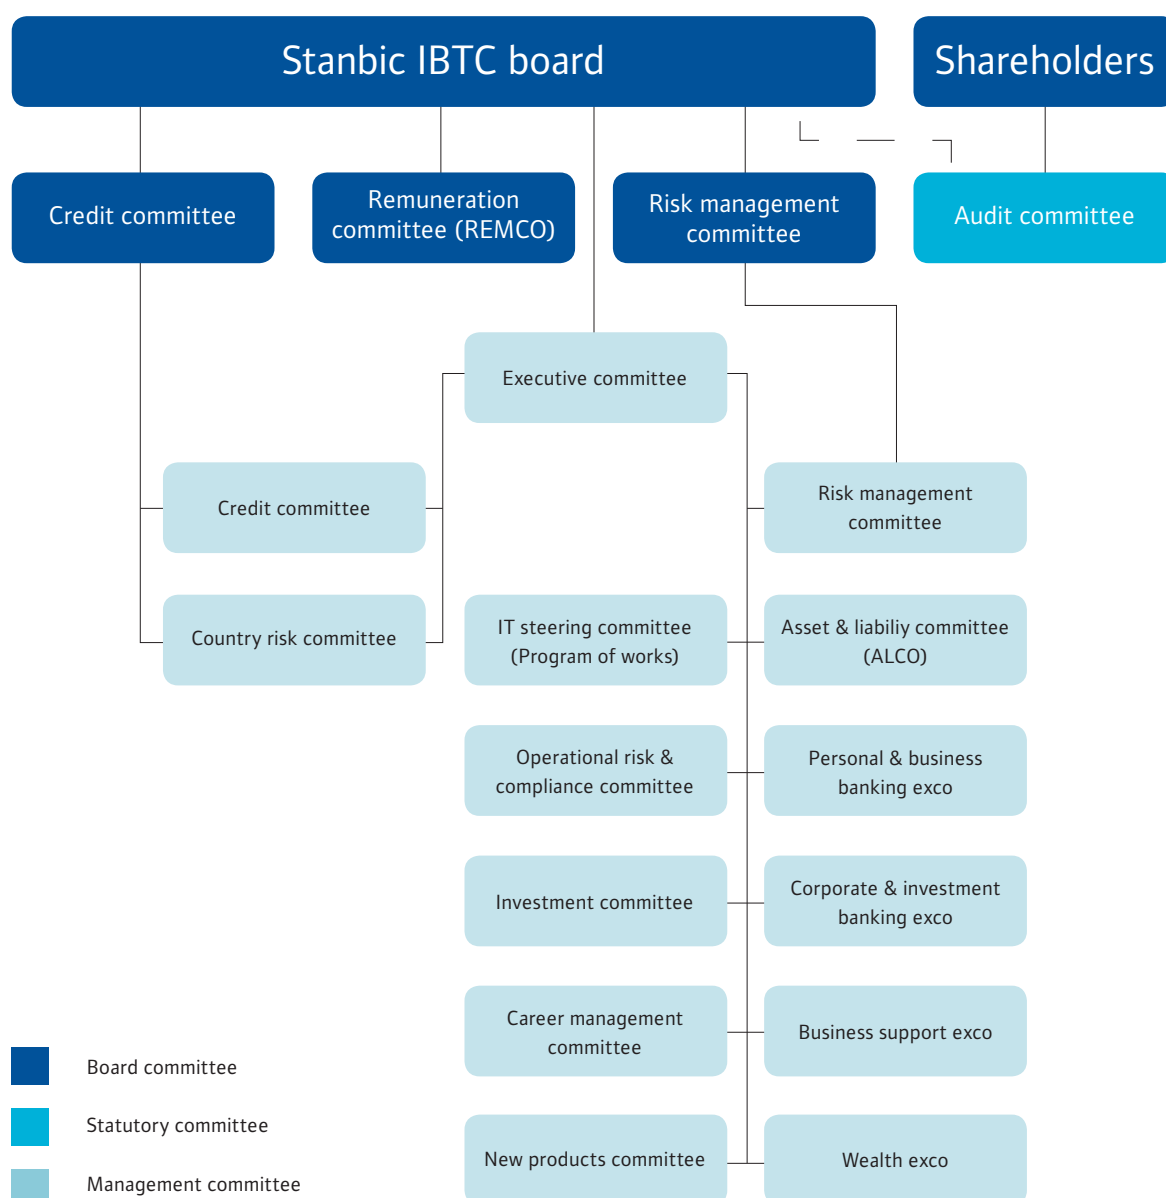 Stanbic IBTC board
Shareholders
Credit committee
Remuneration
committee (REMCO)
Risk management
committee
Audit committee
Executive committee
Credit committee
Risk management
committee
Country risk committee
IT steering committee
(Program of works)
Asset & liabiliy committee
(ALCO)
Operational risk &
compliance committee
Personal & business
banking exco
Investment committee
Corporate & investment
banking exco
Career management
committee
Business support exco
New products committee
Wealth exco
Board committee
Statutory committee
Management committee